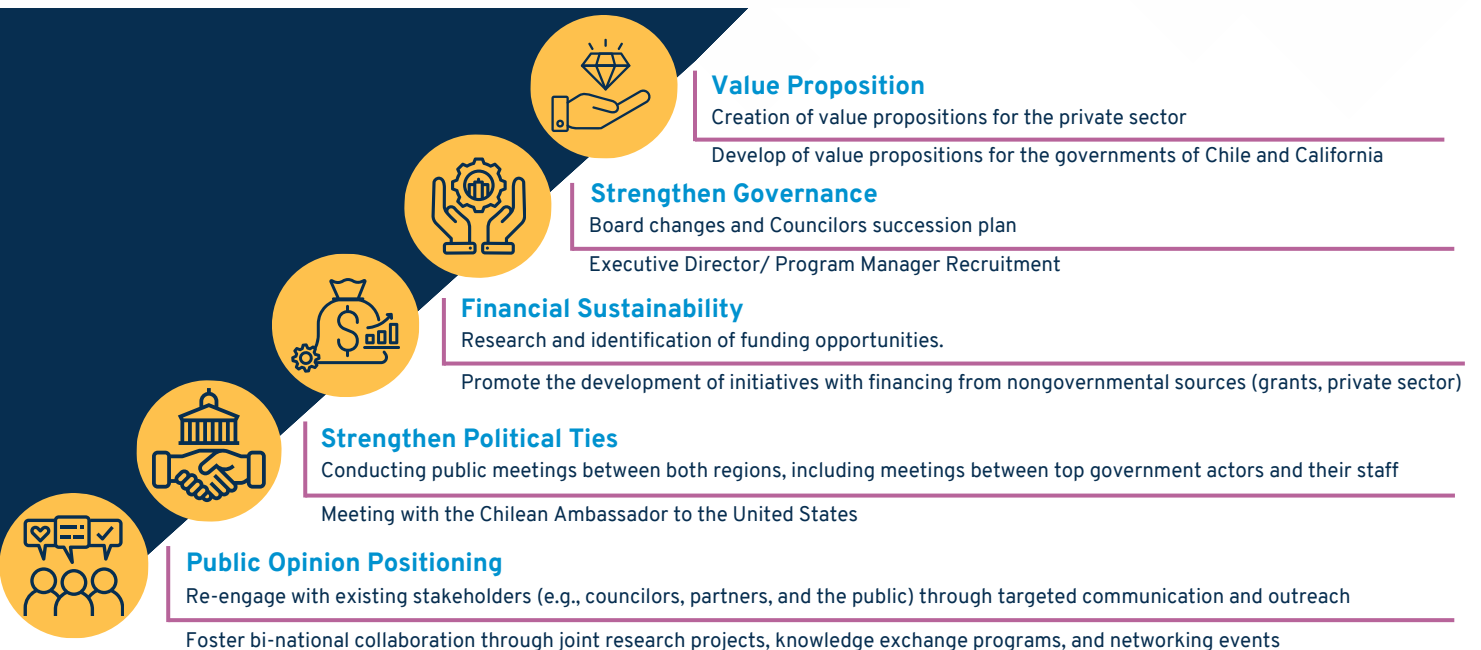 Value Proposition
Creation of value propositions for the private sector
Develop of value propositions for the governments of Chile and California
Strengthen Governance
Board changes and Councilors succession plan
Executive Director/ Program Manager Recruitment
Financial Sustainability
Research and identification of funding opportunities.
Promote the development of initiatives with financing from nongovernmental sources (grants, private sector)
Strengthen Political Ties
Conducting public meetings between both regions, including meetings between top government actors and their staff
Meeting with the Chilean Ambassador to the United States
Public Opinion Positioning
Re-engage with existing stakeholders (e.g., councilors, partners, and the public) through targeted communication and outreach
Foster bi-national collaboration through joint research projects, knowledge exchange programs, and networking events